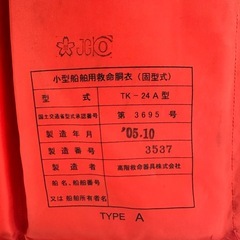 小型船舶用救命胴衣(固型式)
型 式 TK-24A型
国土交通省型式承認番号 第 3695 号
製造年月 '05.10
製造番号 3537
製造者 高階救命器具株式会社
船名、船舶番号
又は 船舶所有者名
TYPE A